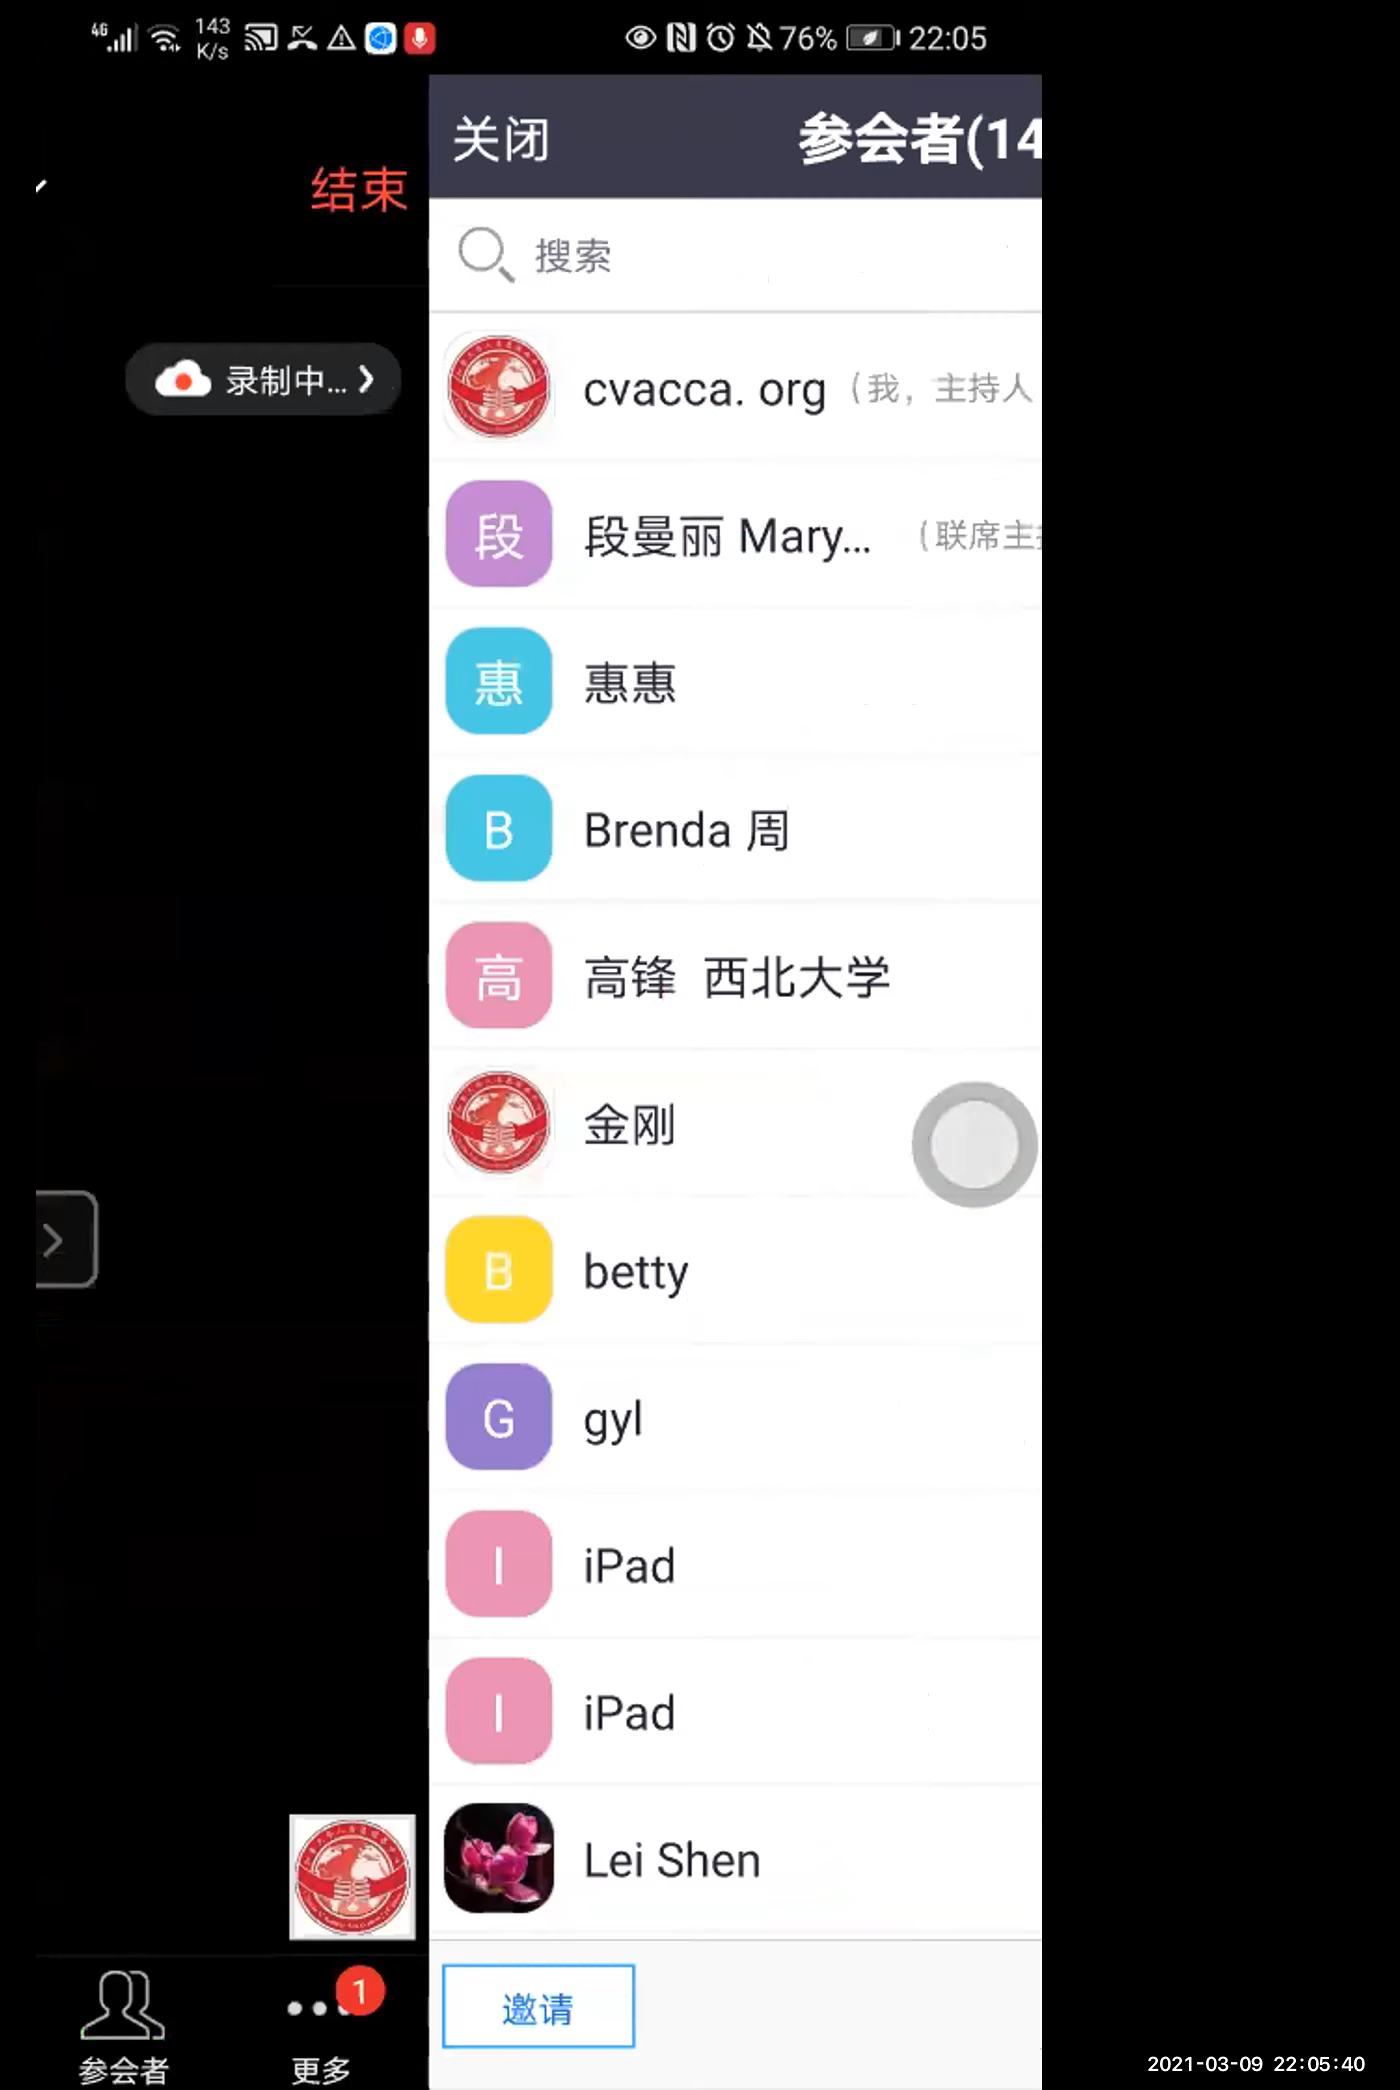 4G 143 K/s 76% 22:05
关闭 参会者(14
结束
搜索
录制中...
cvacca. org (我, 主持人
段 段曼丽 Mary... (联席主
惠 惠惠
B Brenda 周
高 高锋 西北大学
金刚
B betty
G gyl
I iPad
I iPad
Lei Shen
邀请
1
参会者 更多
2021-03-09 22:05:40